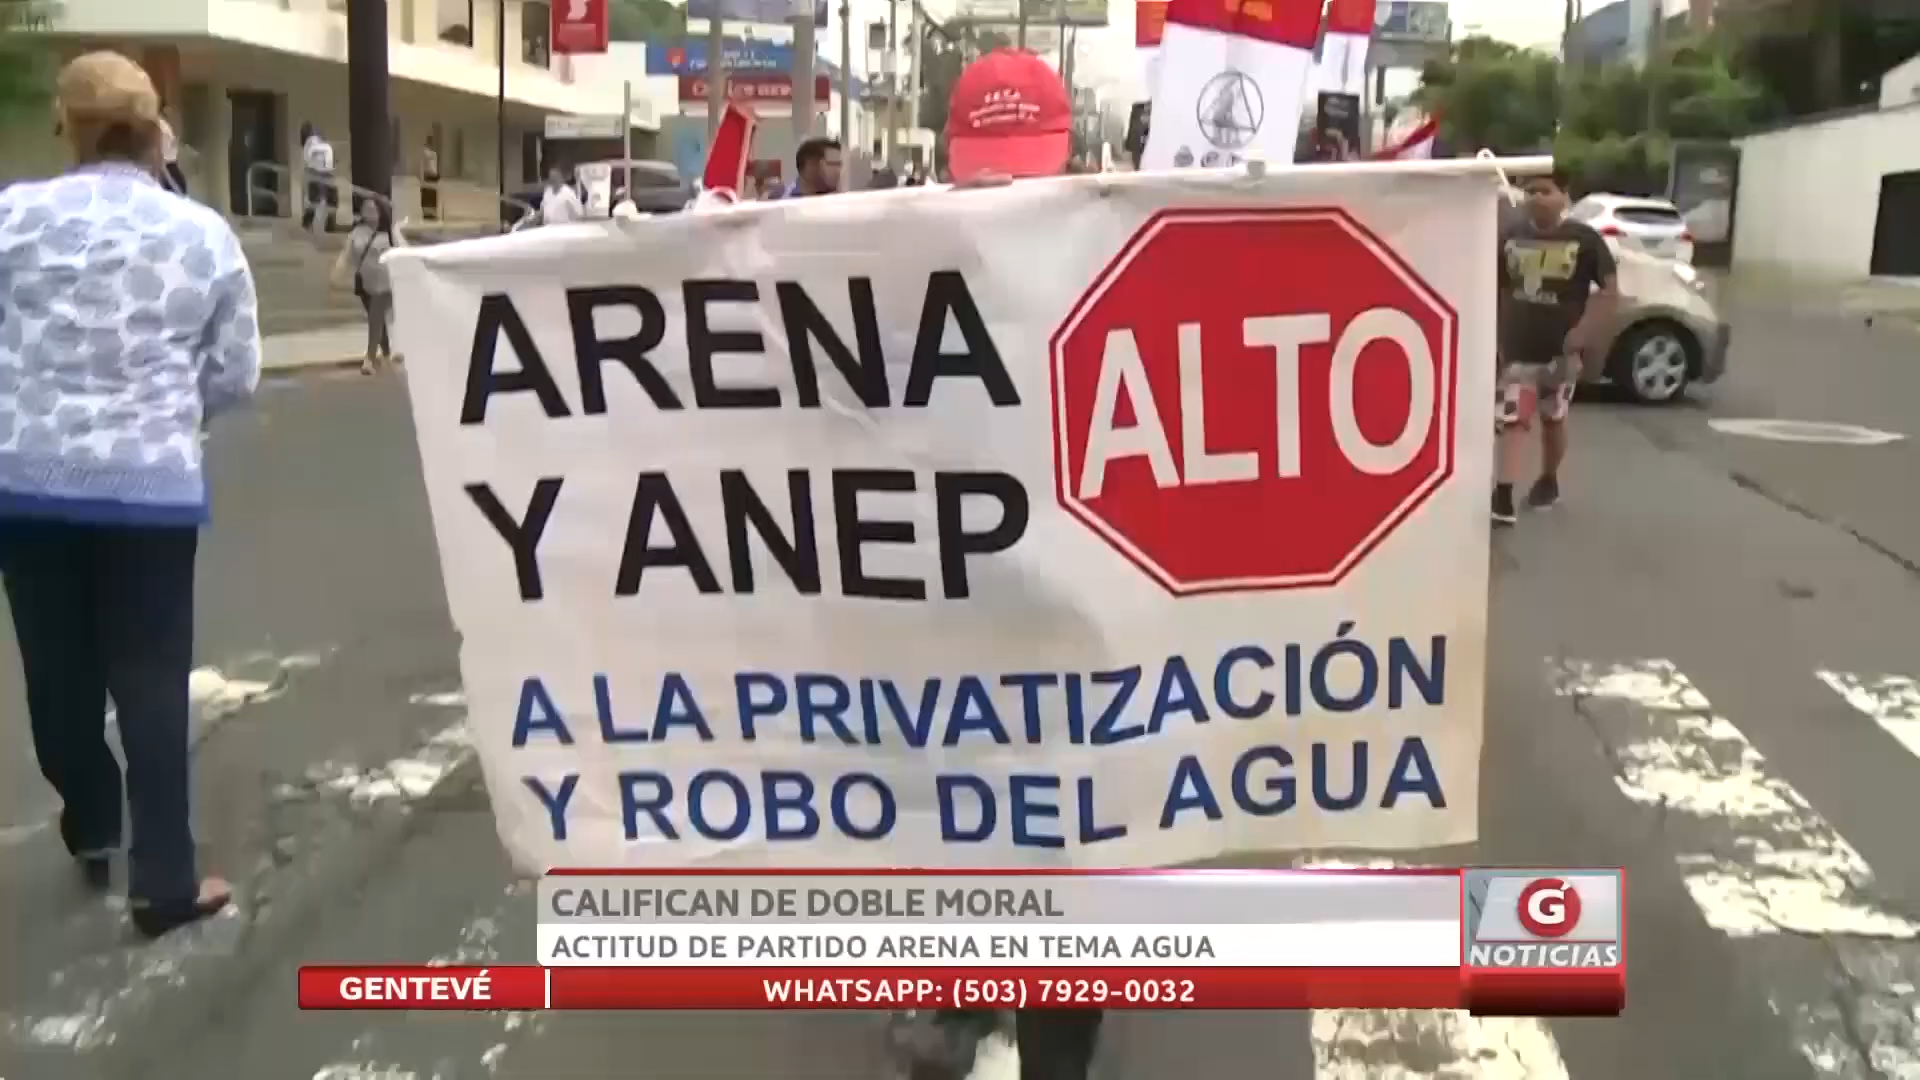 ARENA
Y ANEP
ALTO
A LA PRIVATIZACIÓN
Y ROBO DEL AGUA
CALIFICAN DE DOBLE MORAL
ACTITUD DE PARTIDO ARENA EN TEMA AGUA
G
NOTICIAS
GENTEVÉ
WHATSAPP: (503) 7929-0032